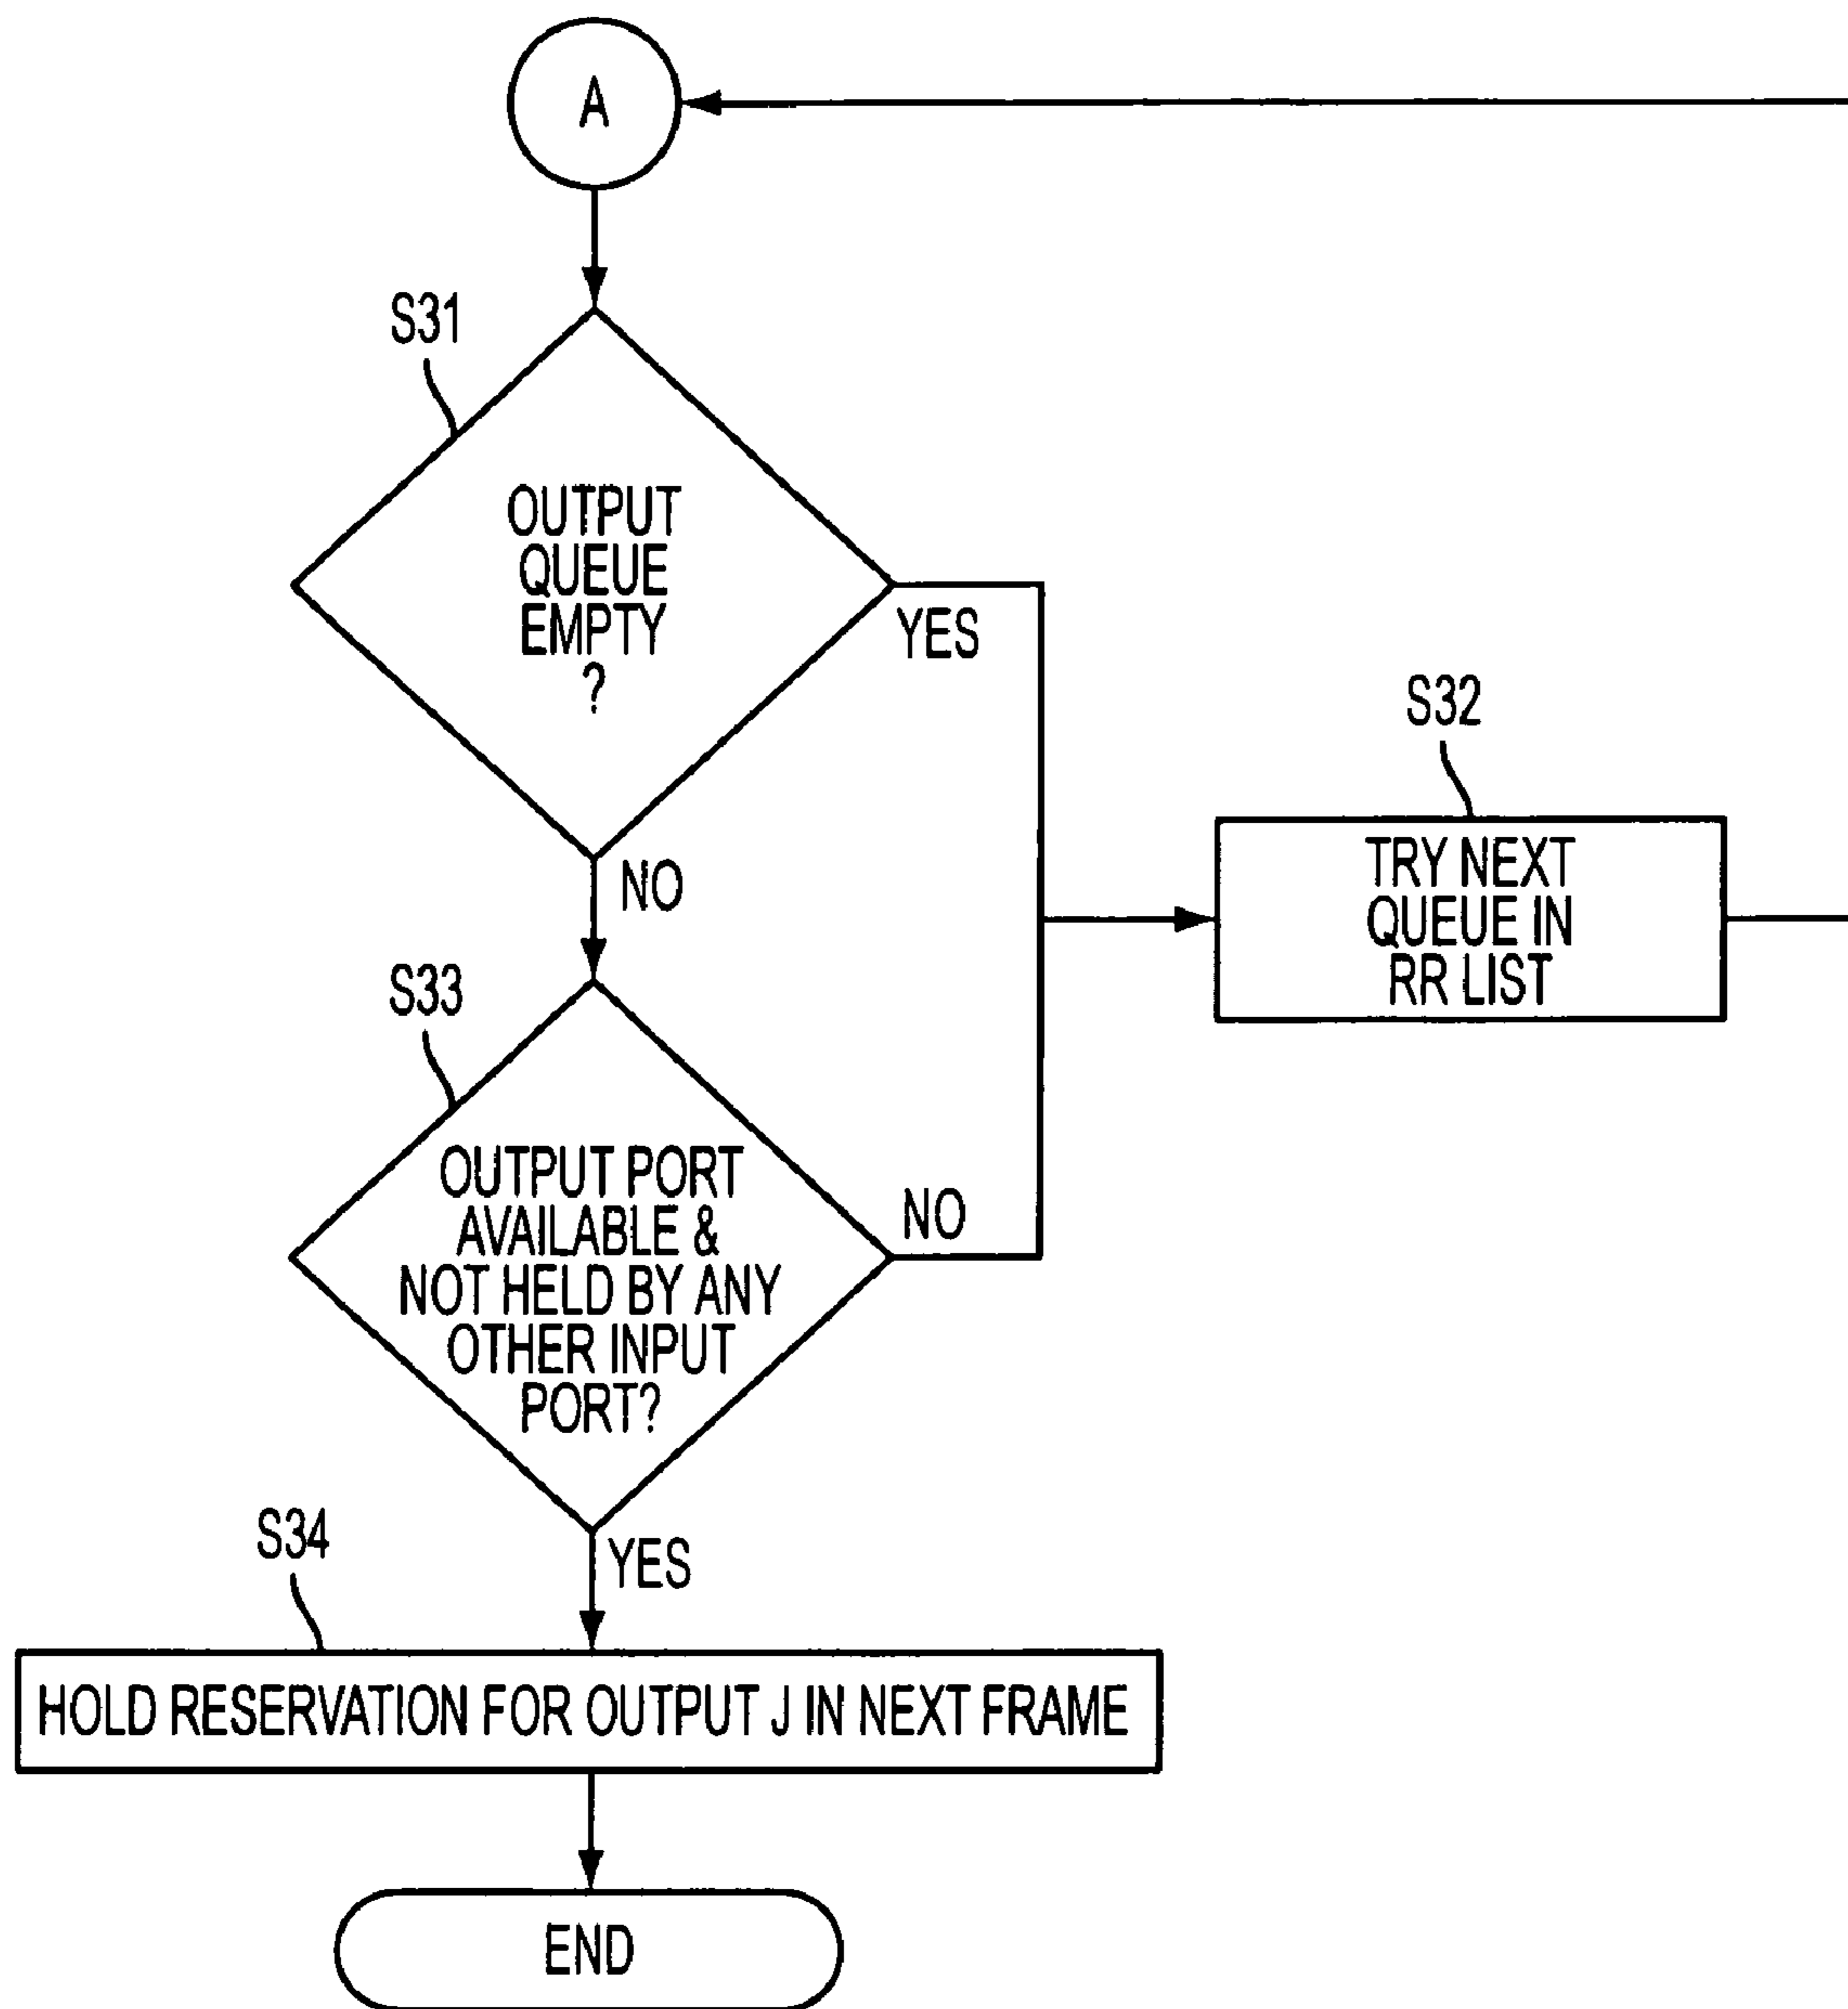 A
S31
OUTPUT
QUEUE
EMPTY
?
YES
NO
S32
TRY NEXT
QUEUE IN
RR LIST
S33
OUTPUT PORT
AVAILABLE &
NOT HELD BY ANY
OTHER INPUT
PORT?
NO
YES
S34
HOLD RESERVATION FOR OUTPUT J IN NEXT FRAME
END